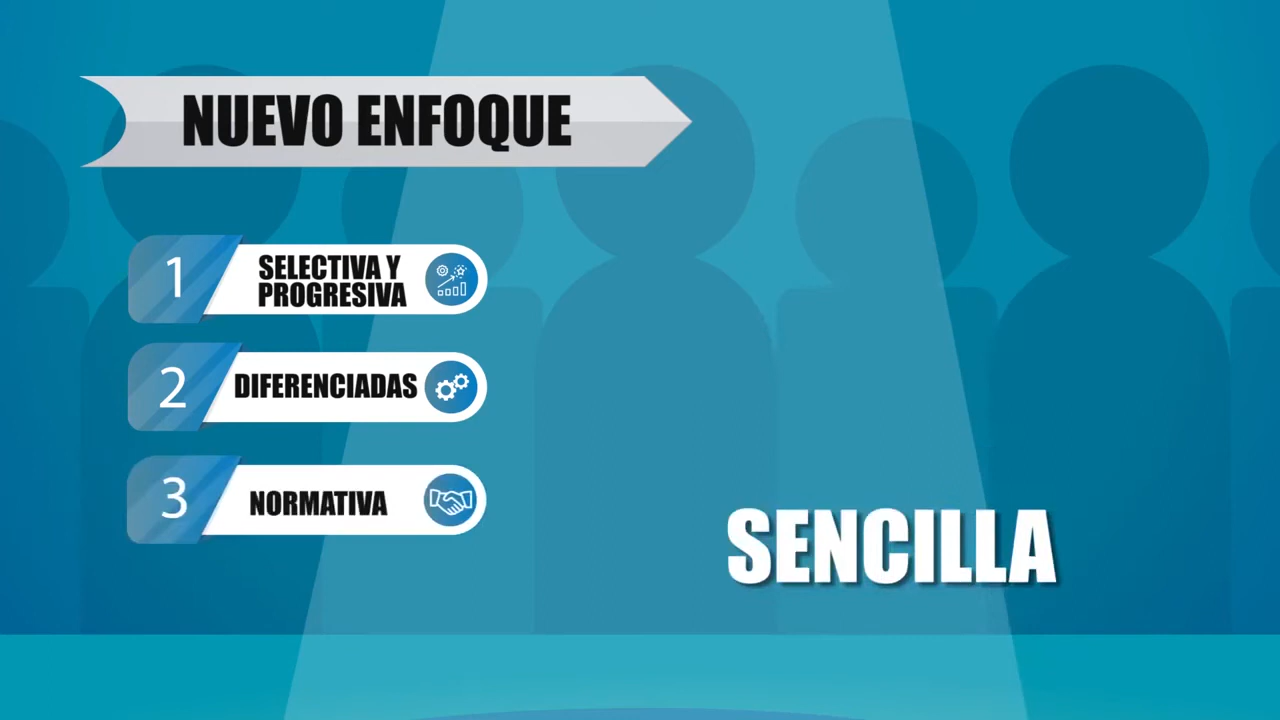 NUEVO ENFOQUE
1
SELECTIVA Y
PROGRESIVA
2
DIFERENCIADAS
3
NORMATIVA
SENCILLA